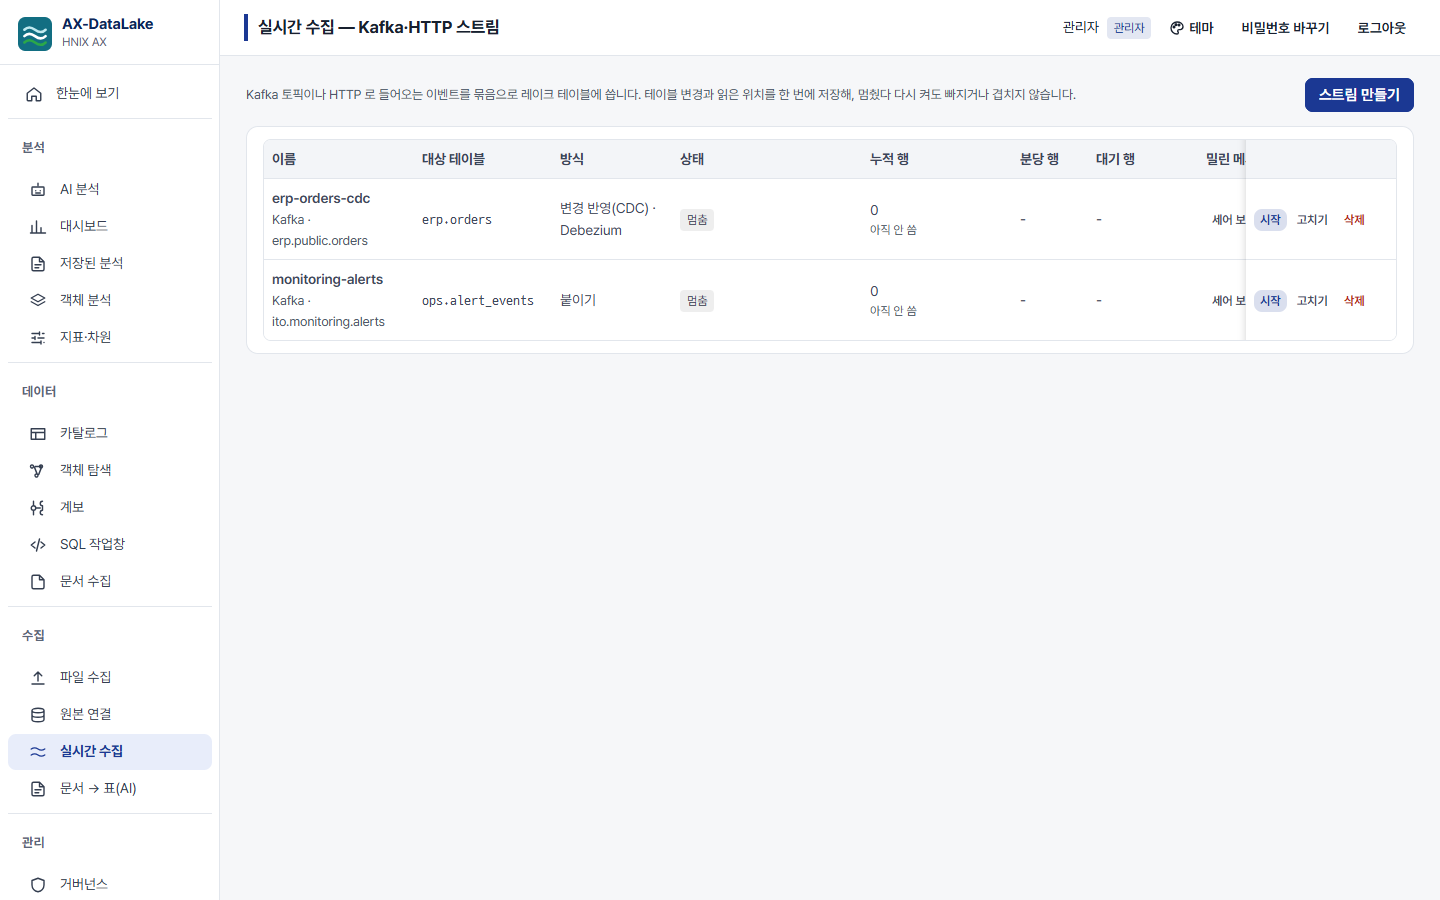 AX-DataLake
HNIX AX
한눈에 보기
분석
AI 분석
대시보드
저장된 분석
객체 분석
지표·차원
데이터
카탈로그
객체 탐색
계보
SQL 작업창
문서 수집
수집
파일 수집
원본 연결
실시간 수집
문서 → 표(AI)
관리
거버넌스
실시간 수집 — Kafka·HTTP 스트림
관리자 관리자 테마 비밀번호 바꾸기 로그아웃
Kafka 토픽이나 HTTP 로 들어오는 이벤트를 묶음으로 레이크 테이블에 씁니다. 테이블 변경과 읽은 위치를 한 번에 저장해, 멈췄다 다시 켜도 빠지거나 겹치지 않습니다.
스트림 만들기
이름 대상 테이블 방식 상태 누적 행 분당 행 대기 행 밀린 메
erp-orders-cdc
Kafka ·
erp.public.orders
erp.orders
변경 반영(CDC) ·
Debezium
멈춤
0
아직 안 씀
- - 세어 보 시작 고치기 삭제
monitoring-alerts
Kafka ·
ito.monitoring.alerts
ops.alert_events
붙이기
멈춤
0
아직 안 씀
- - 세어 보 시작 고치기 삭제